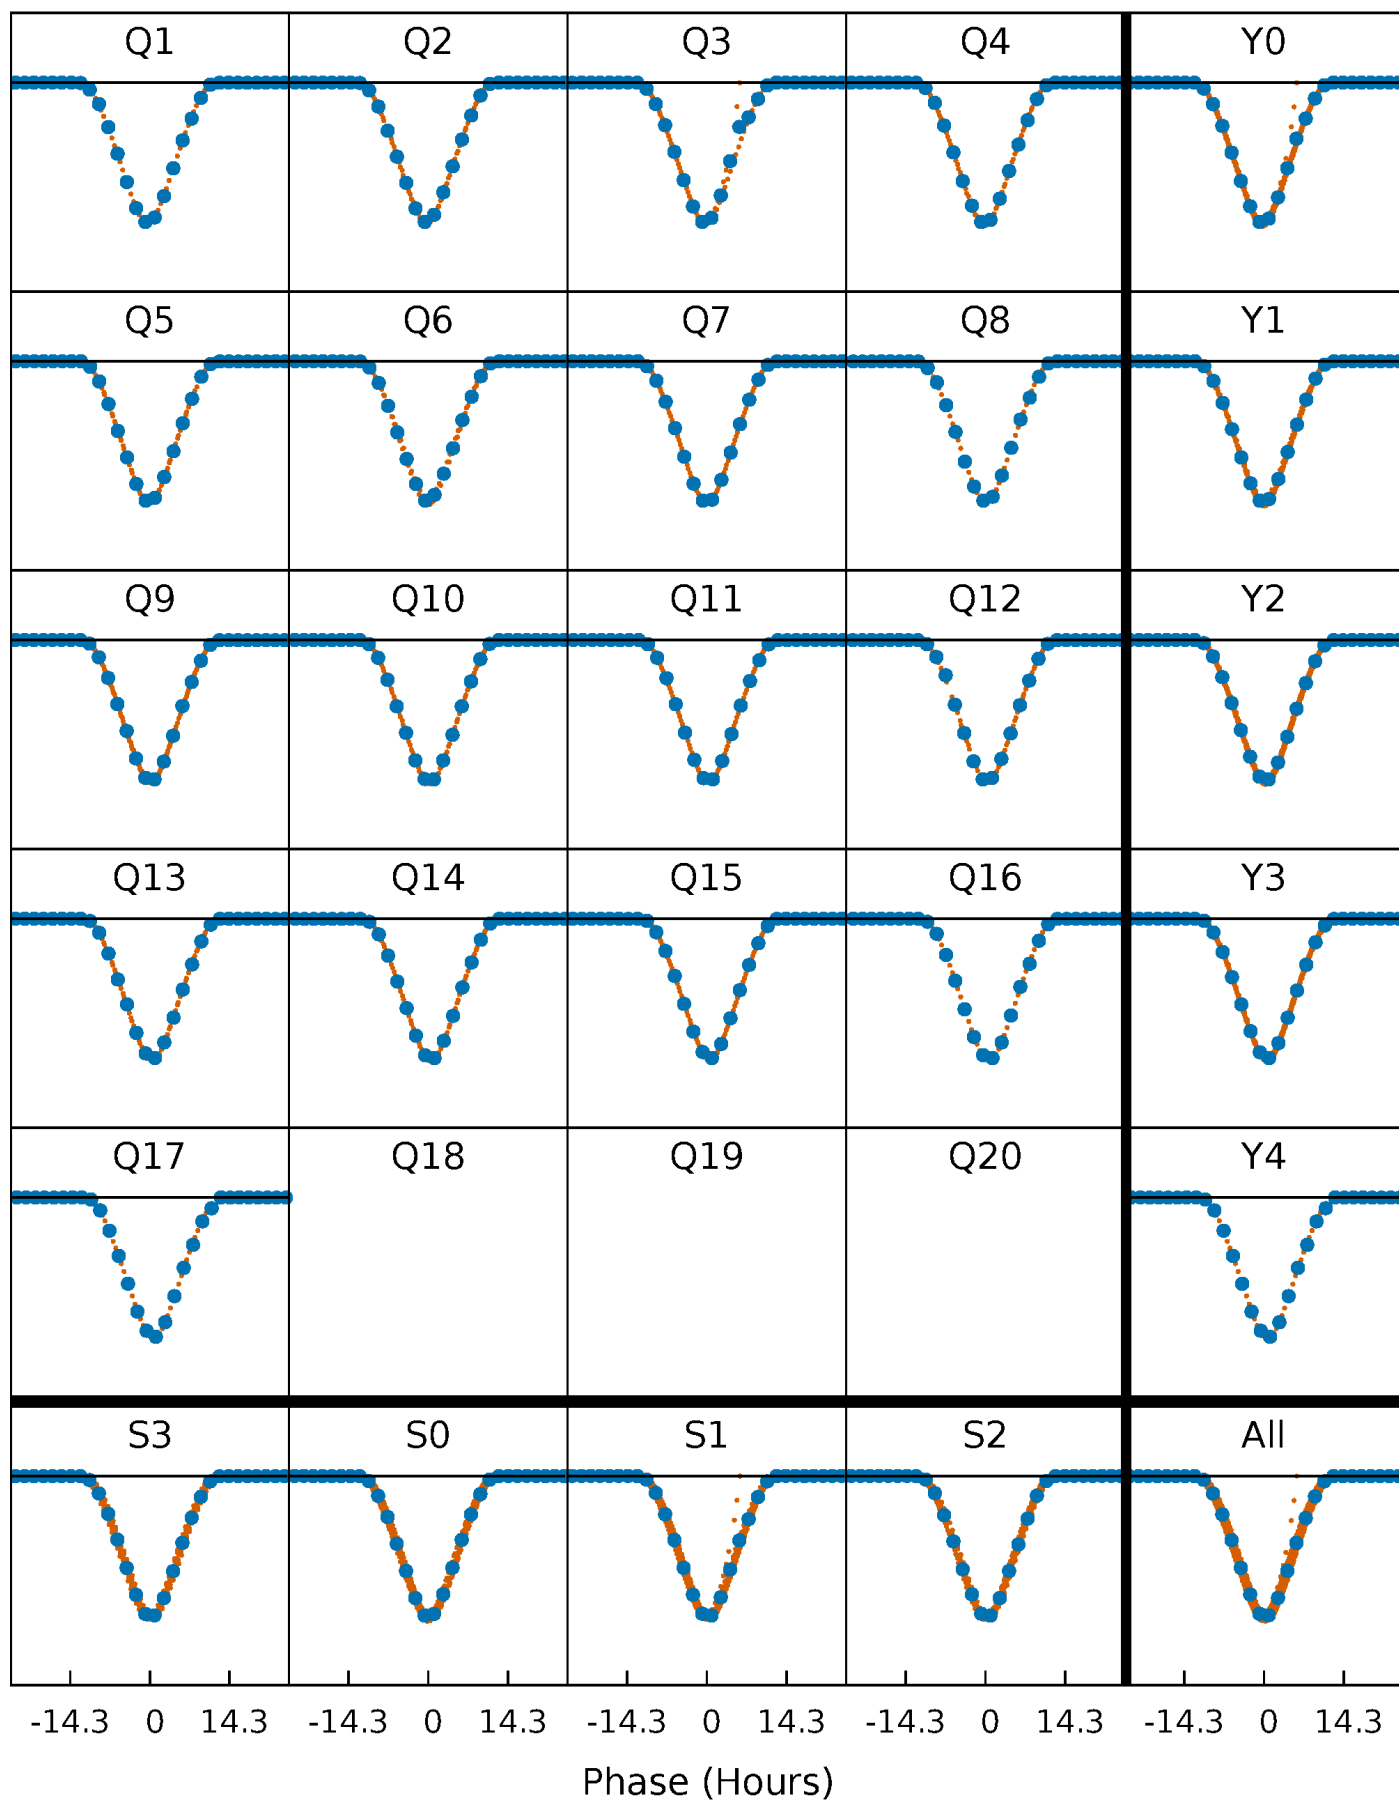 Q1 Q2 Q3 Q4 Y0
Q5 Q6 Q7 Q8 Y1
Q9 Q10 Q11 Q12 Y2
Q13 Q14 Q15 Q16 Y3
Q17 Q18 Q19 Q20 Y4
S3 S0 S1 S2 All
-14.3 0 14.3 -14.3 0 14.3 -14.3 0 14.3 -14.3 0 14.3 -14.3 0 14.3
Phase (Hours)